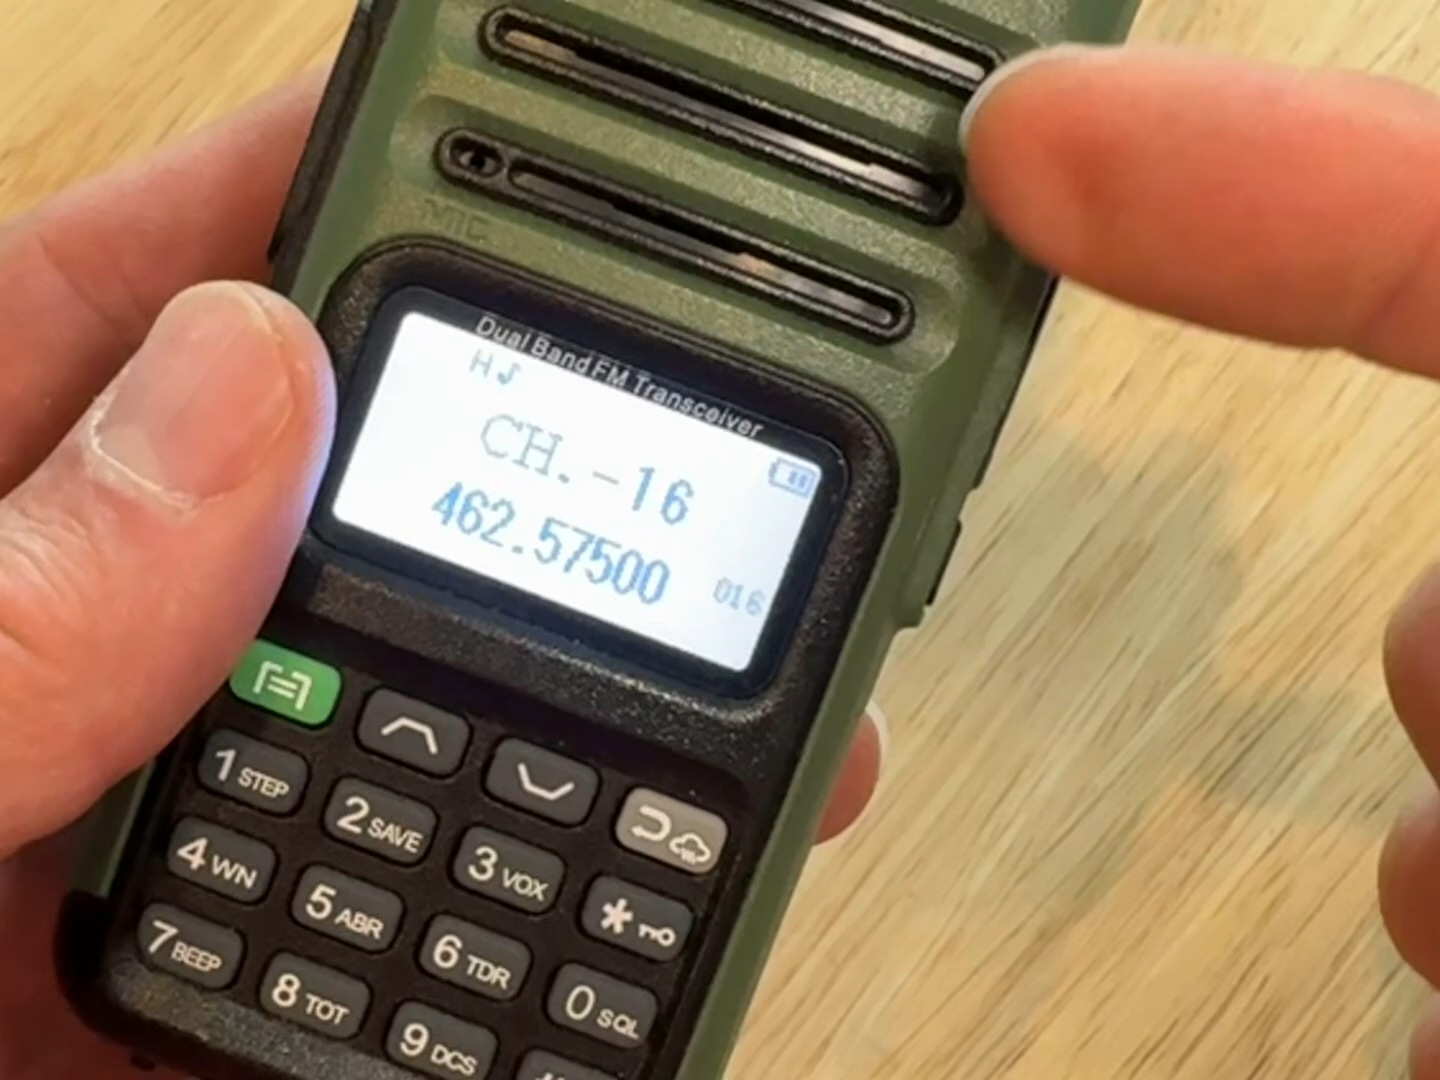 MIC
Dual Band FM Transceiver
H
CH.-16
462.57500
016
1 STEP
2 SAVE
3 VOX
4 WN
5 ABR
6 TDR
* 
7 BEEP
8 TOT
9 DCS
0 SQL